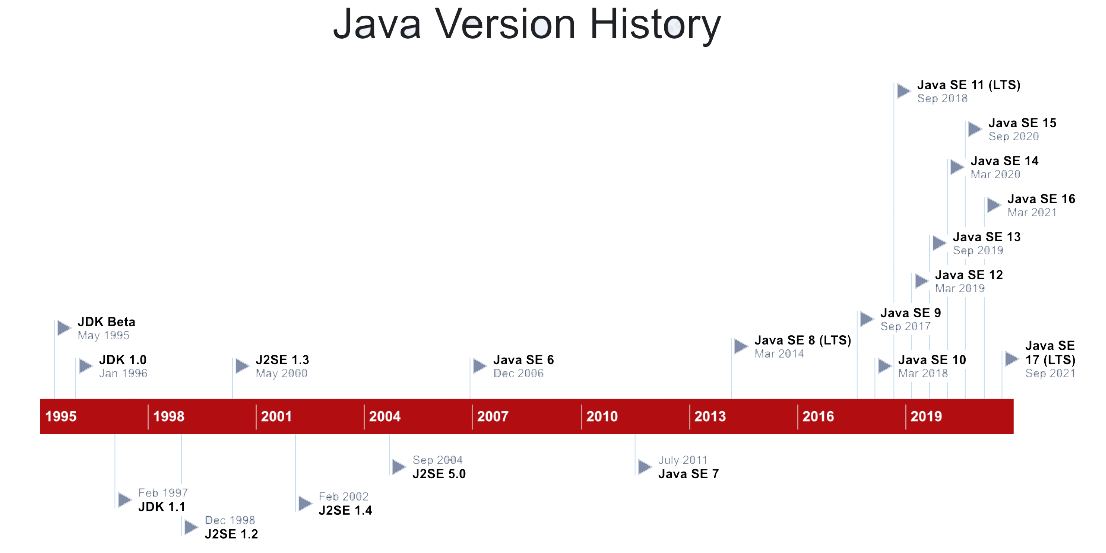 Java Version History
Java SE 11 (LTS)
Sep 2018
Java SE 15
Sep 2020
Java SE 14
Mar 2020
Java SE 16
Mar 2021
Java SE 13
Sep 2019
Java SE 12
Mar 2019
Java SE 9
Sep 2017
JDK Beta
May 1995
Java SE 8 (LTS)
Mar 2014
Java SE
17 (LTS)
Sep 2021
JDK 1.0
Jan 1996
J2SE 1.3
May 2000
Java SE 6
Dec 2006
Java SE 10
Mar 2018
1995 1998 2001 2004 2007 2010 2013 2016 2019
Sep 2004
J2SE 5.0
July 2011
Java SE 7
Feb 1997
JDK 1.1
Feb 2002
J2SE 1.4
Dec 1998
J2SE 1.2